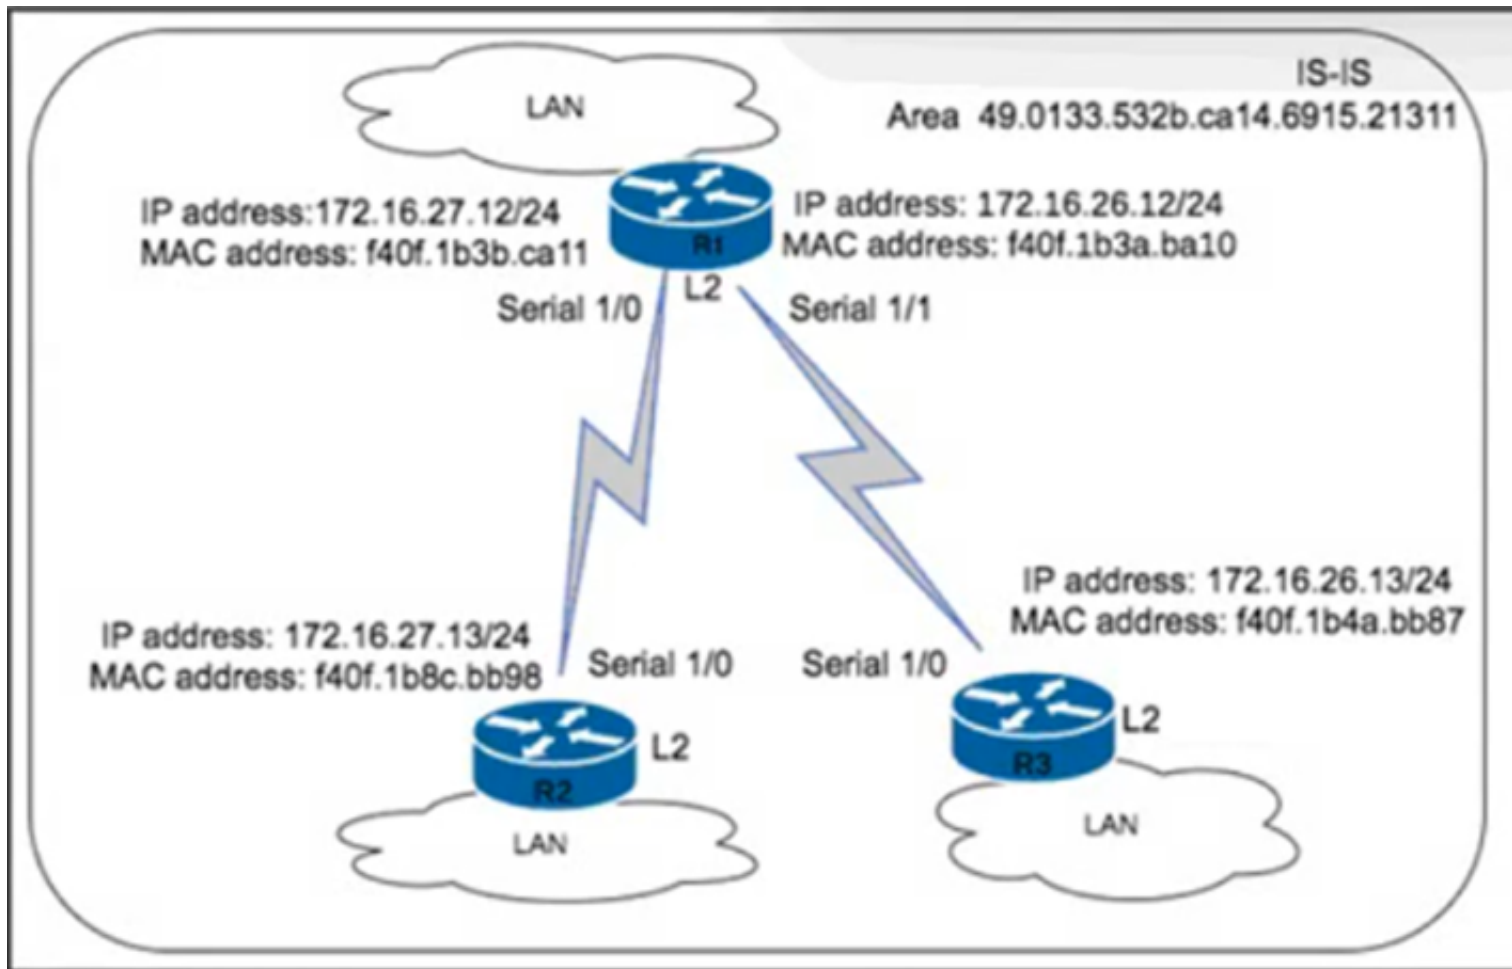 LAN
IS-IS
Area 49.0133.532b.ca14.6915.21311
IP address:172.16.27.12/24
MAC address: f40f.1b3b.ca11
IP address: 172.16.26.12/24
MAC address: f40f.1b3a.ba10
R1
L2
Serial 1/0
Serial 1/1
IP address: 172.16.27.13/24
MAC address: f40f.1b8c.bb98
Serial 1/0
Serial 1/0
IP address: 172.16.26.13/24
MAC address: f40f.1b4a.bb87
L2
R2
LAN
L2
R3
LAN